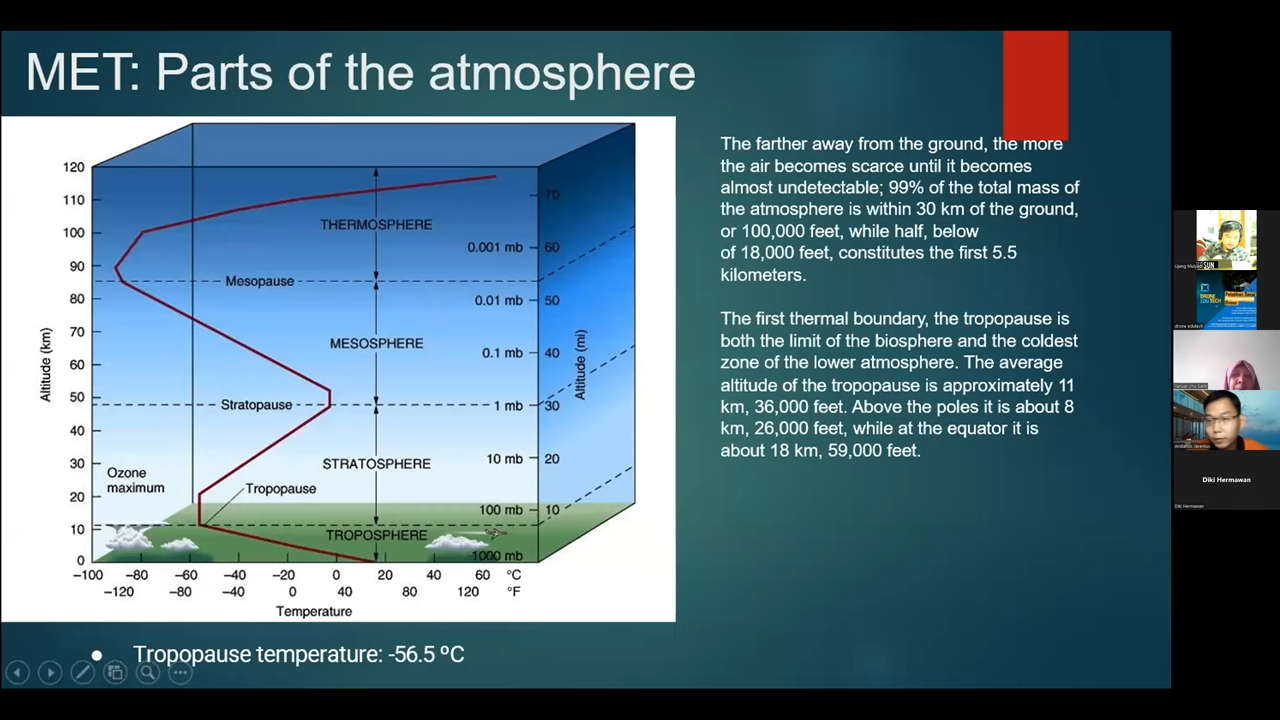 MET: Parts of the atmosphere
120
110
100
90
80
70
60
50
40
30
20
10
0
Altitude (km)
THERMOSPHERE
Mesopause
MESOSPHERE
Stratopause
STRATOSPHERE
Ozone
maximum
Tropopause
TROPOSPHERE
0.001 mb
0.01 mb
0.1 mb
1 mb
10 mb
100 mb
1000 mb
70
60
50
40
30
20
10
Altitude (mi)
–100 –80 –60 –40 –20 0 20 40 60 °C
–120 –80 –40 0 40 80 120 °F
Temperature
The farther away from the ground, the more
the air becomes scarce until it becomes
almost undetectable; 99% of the total mass of
the atmosphere is within 30 km of the ground,
or 100,000 feet, while half, below
of 18,000 feet, constitutes the first 5.5
kilometers.
The first thermal boundary, the tropopause is
both the limit of the biosphere and the coldest
zone of the lower atmosphere. The average
altitude of the tropopause is approximately 11
km, 36,000 feet. Above the poles it is about 8
km, 26,000 feet, while at the equator it is
about 18 km, 59,000 feet.
• Tropopause temperature: -56.5 ºC
drone edutech
Diki Hermawan
Diki Hermawan